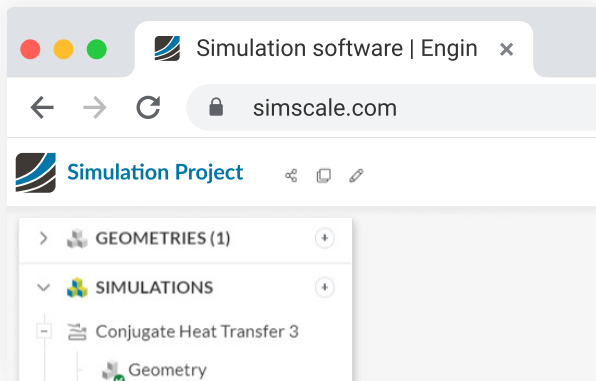 Simulation software | Engin
simscale.com
Simulation Project
GEOMETRIES (1)
SIMULATIONS
Conjugate Heat Transfer 3
Geometry